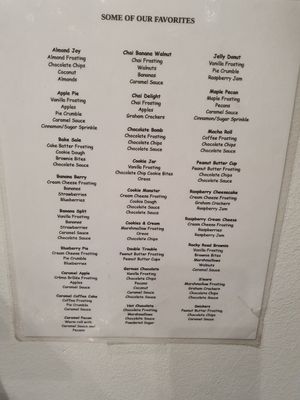 SOME OF OUR FAVORITES
Almond Joy
Almond Frosting
Chocolate Chips
Coconut
Almonds
Apple Pie
Vanilla Frosting
Apples
Pie Crumble
Caramel Sauce
Cinnamon/Sugar Sprinkle
Bake Sale
Cake Batter Frosting
Cookie Dough
Brownie Bites
Chocolate Sauce
Banana Berry
Cream Cheese Frosting
Bananas
Strawberries
Blueberries
Banana Split
Vanilla Frosting
Bananas
Strawberries
Caramel Sauce
Chocolate Sauce
Blueberry Pie
Cream Cheese Frosting
Pie Crumble
Blueberries
Caramel Apple
Crème Brûlée Frosting
Apples
Caramel Sauce
Caramel Coffee Cake
Coffee Frosting
Pie Crumble
Caramel Sauce
Caramel Pecan
Warm roll with
Caramel Sauce and
Pecans
Chai Banana Walnut
Chai Frosting
Walnuts
Bananas
Caramel Sauce
Chai Delight
Chai Frosting
Apples
Graham Crackers
Chocolate Bomb
Chocolate Frosting
Chocolate Chips
Chocolate Sauce
Cookie Jar
Vanilla Frosting
Chocolate Chip Cookie Bites
Oreos
Cookie Monster
Cream Cheese Frosting
Cookie Dough
Chocolate Sauce
Chocolate Sauce
Cookies & Cream
Marshmallow Frosting
Oreos
Chocolate Chips
Double Trouble
Peanut Butter Frosting
Peanut Butter Cups
German Chocolate
Vanilla Frosting
Chocolate Chips
Pecans
Coconut
Caramel Sauce
Chocolate Sauce
Hot Chocolate
Chocolate Frosting
Marshmallows
Chocolate Sauce
Powdered Sugar
Jelly Donut
Vanilla Frosting
Pie Crumble
Raspberry Jam
Maple Pecan
Maple Frosting
Pecans
Caramel Sauce
Cinnamon/Sugar Sprinkle
Mocha Roll
Coffee Frosting
Chocolate Chips
Chocolate Sauce
Peanut Butter Cup
Peanut Butter Frosting
Chocolate Chips
Chocolate Sauce
Raspberry Cheesecake
Cream Cheese Frosting
Graham Crackers
Raspberry Jam
Raspberry Cream Cheese
Cream Cheese Frosting
Raspberries
Raspberry Jam
Rocky Road Brownie
Vanilla Frosting
Brownie Bites
Marshmallows
Walnuts
Caramel Sauce
S'mors
Marshmallow Frosting
Graham Crackers
Chocolate Chips
Chocolate Sauce
Snickers
Peanut Butter Frosting
Chocolate Chips
Caramel Sauce